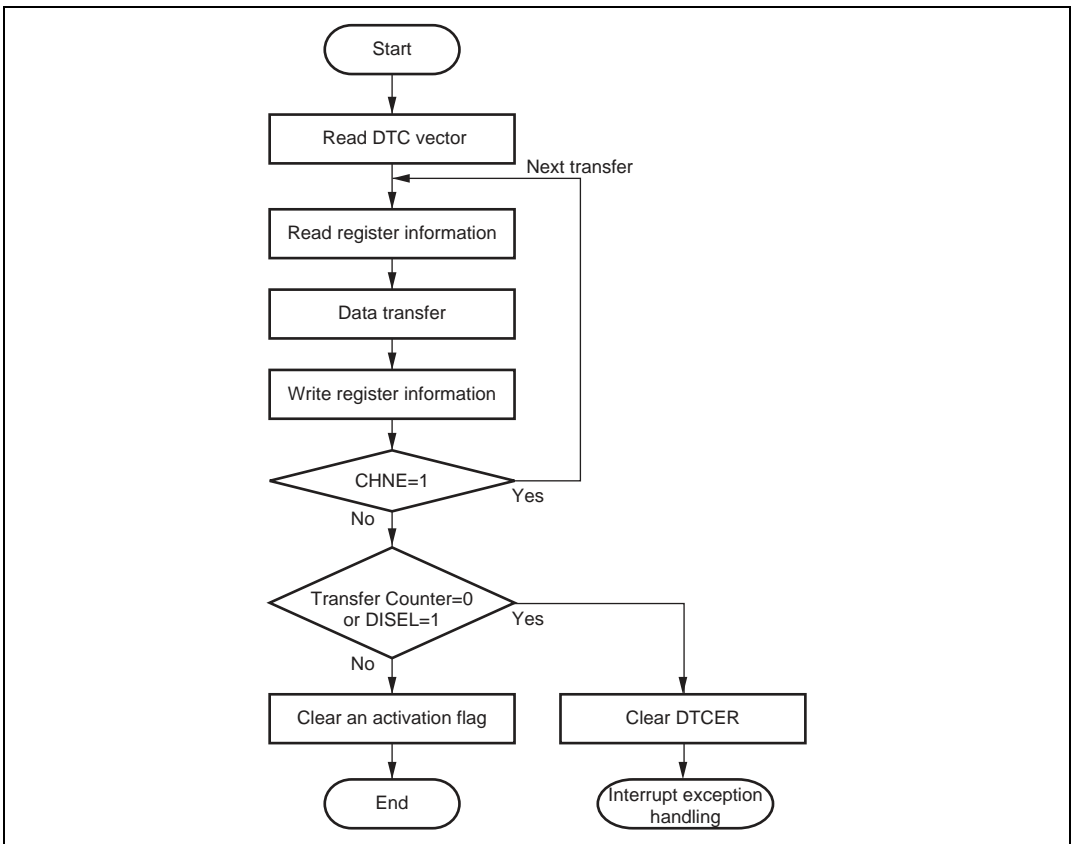 Start
Read DTC vector
Next transfer
Read register information
Data transfer
Write register information
CHNE=1
Yes
No
Transfer Counter=0
or DISEL=1
Yes
No
Clear an activation flag
Clear DTCER
End
Interrupt exception
handling